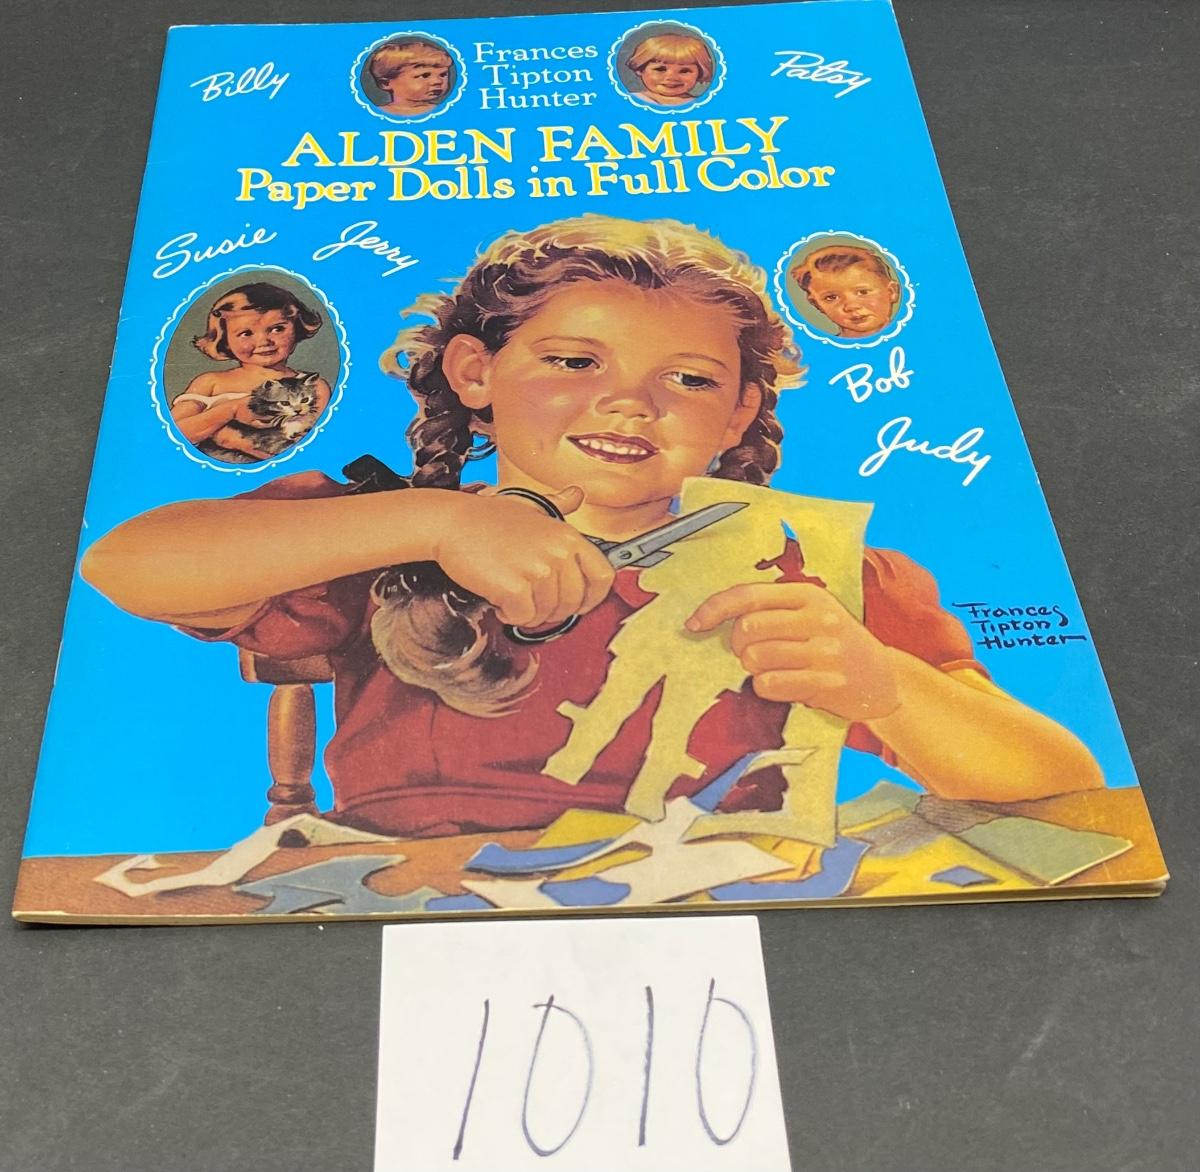 Billy
Frances
Tipton
Hunter
Patsy
ALDEN FAMILY
Paper Dolls in Full Color
Susie
Jerry
Bob
Judy
Frances
Tipton
Hunter
1010